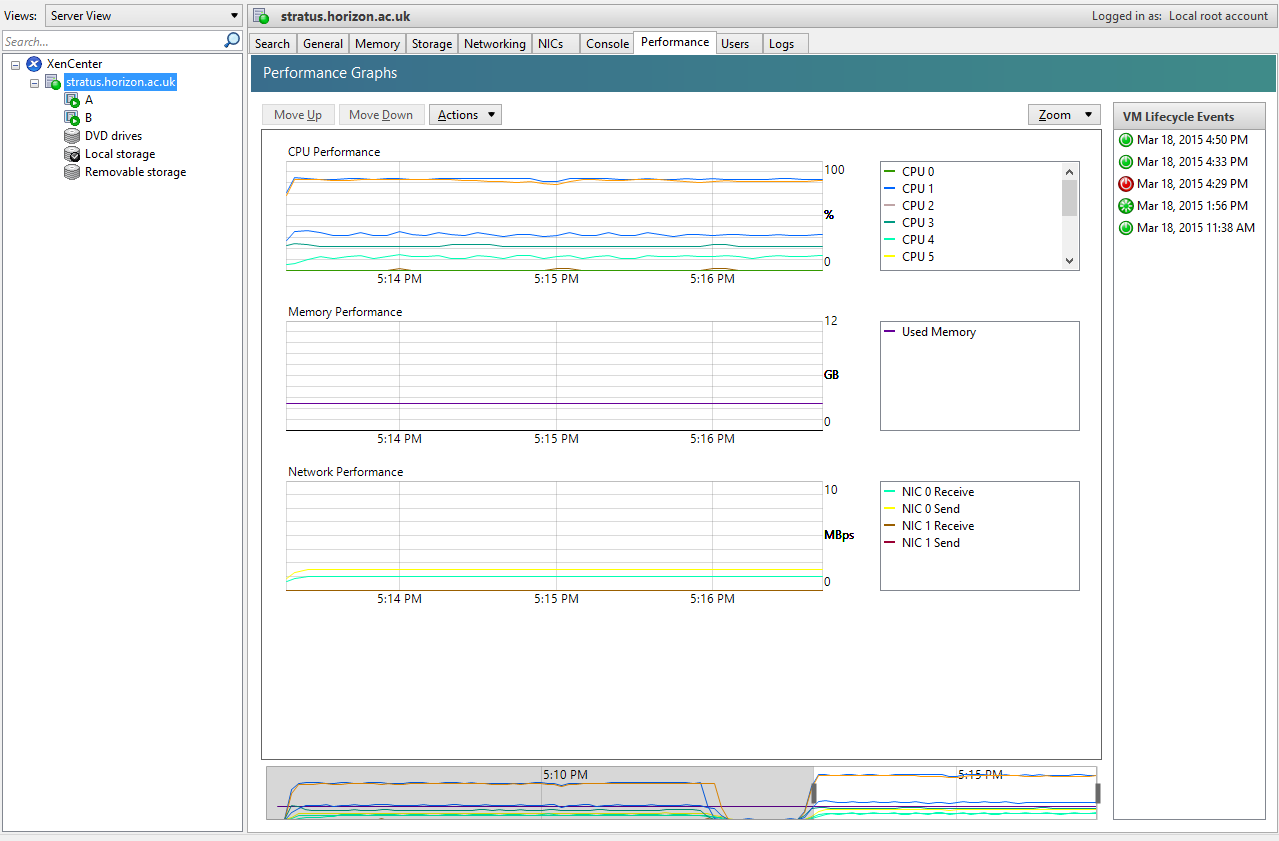 Views: Server View
Search...
XenCenter
stratus.horizon.ac.uk
A
B
DVD drives
Local storage
Removable storage
stratus.horizon.ac.uk
Logged in as: Local root account
Search General Memory Storage Networking NICs Console Performance Users Logs
Performance Graphs
Move Up Move Down Actions Zoom
CPU Performance
100
%
0
5:14 PM 5:15 PM 5:16 PM
CPU 0
CPU 1
CPU 2
CPU 3
CPU 4
CPU 5
Memory Performance
12
GB
0
5:14 PM 5:15 PM 5:16 PM
Used Memory
Network Performance
10
MBps
0
5:14 PM 5:15 PM 5:16 PM
NIC 0 Receive
NIC 0 Send
NIC 1 Receive
NIC 1 Send
5:10 PM 5:15 PM
VM Lifecycle Events
Mar 18, 2015 4:50 PM
Mar 18, 2015 4:33 PM
Mar 18, 2015 4:29 PM
Mar 18, 2015 1:56 PM
Mar 18, 2015 11:38 AM